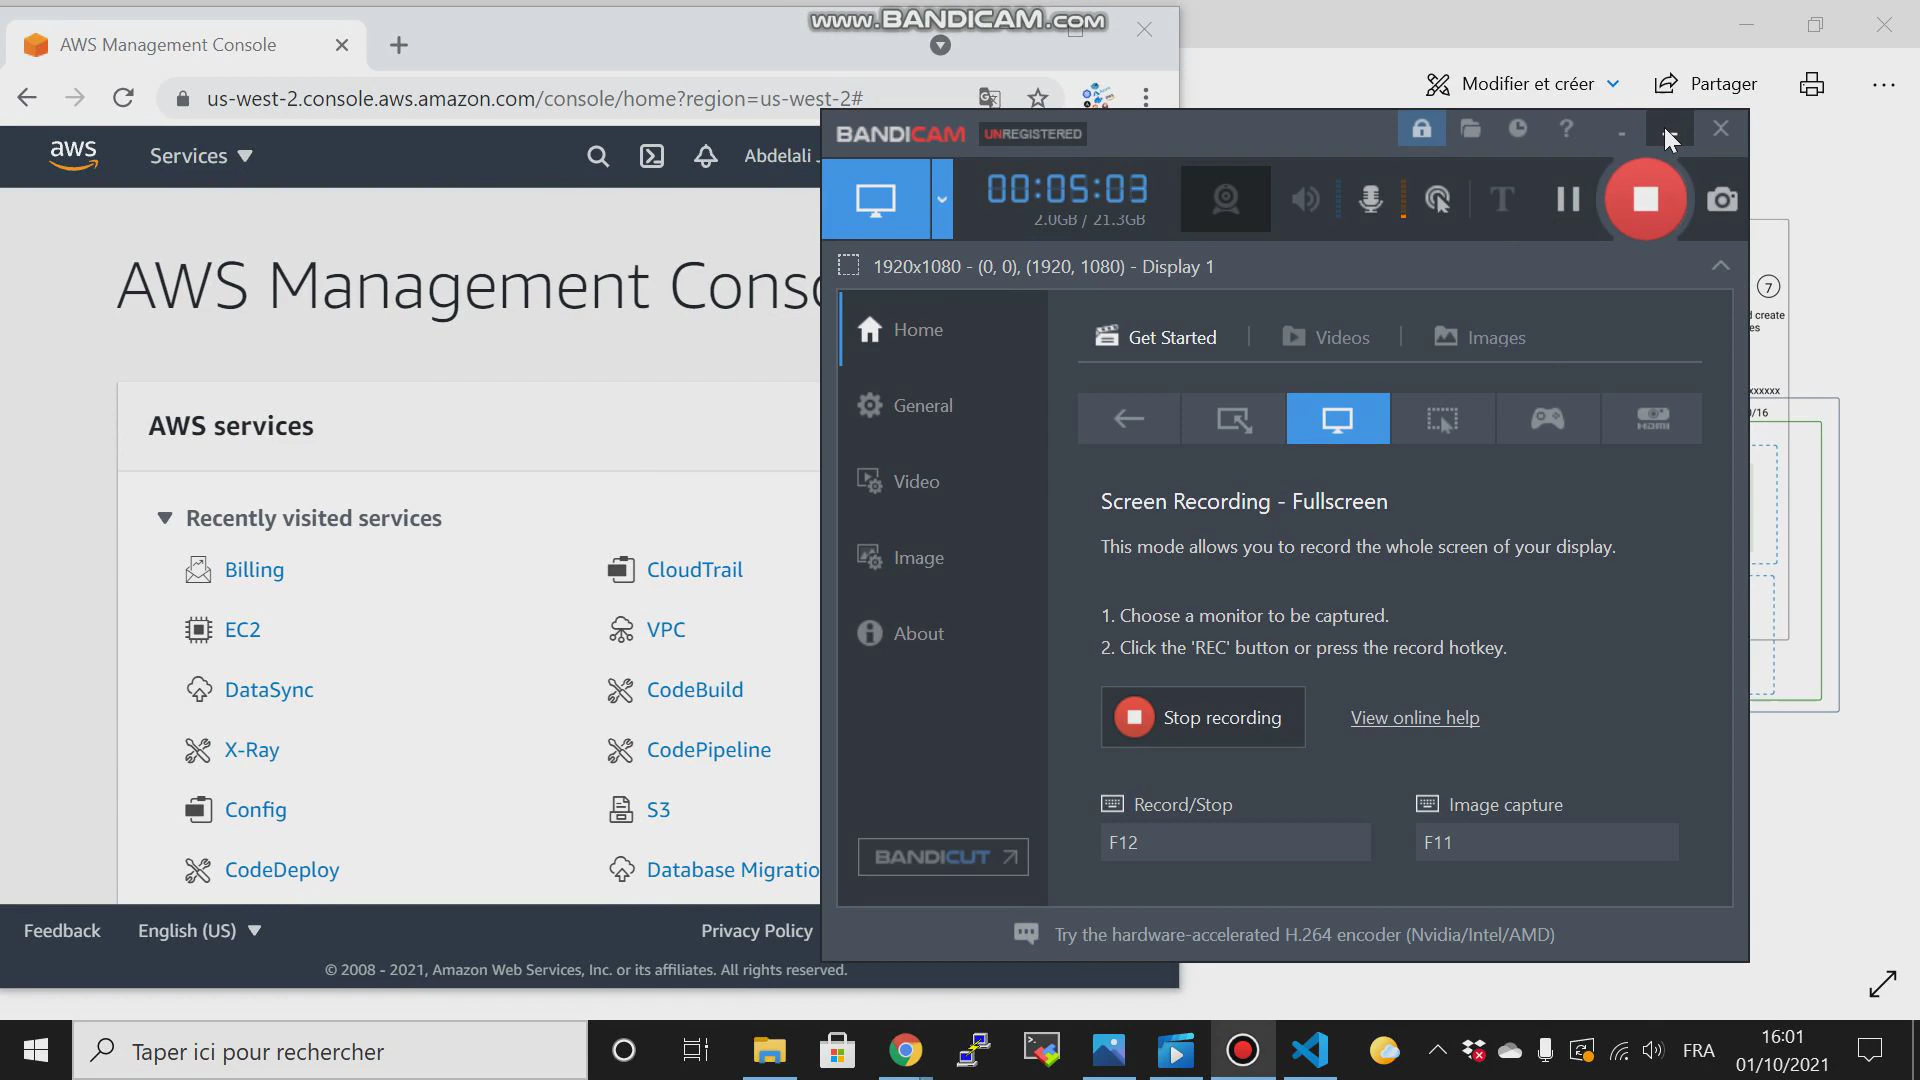 www.BANDICAM.com
AWS Management Console
us-west-2.console.aws.amazon.com/console/home?region=us-west-2#
Modifier et créer
Partager
aws
Services
Abdelali
BANDICAM UNREGISTERED
00:05:03
2.0GB / 21.3GB
1920x1080 - (0, 0), (1920, 1080) - Display 1
AWS Management Conso
AWS services
Recently visited services
Billing
CloudTrail
EC2
VPC
DataSync
CodeBuild
X-Ray
CodePipeline
Config
S3
CodeDeploy
Database Migratio
Home
General
Video
Image
About
BANDICUT
Get Started
Videos
Images
HDMI
Screen Recording - Fullscreen
This mode allows you to record the whole screen of your display.
1. Choose a monitor to be captured.
2. Click the 'REC' button or press the record hotkey.
Stop recording
View online help
Record/Stop
Image capture
F12
F11
Try the hardware-accelerated H.264 encoder (Nvidia/Intel/AMD)
7
d create
es
xxxxxx
0/16
Feedback
English (US)
Privacy Policy
© 2008 - 2021, Amazon Web Services, Inc. or its affiliates. All rights reserved.
Taper ici pour rechercher
FRA
16:01
01/10/2021